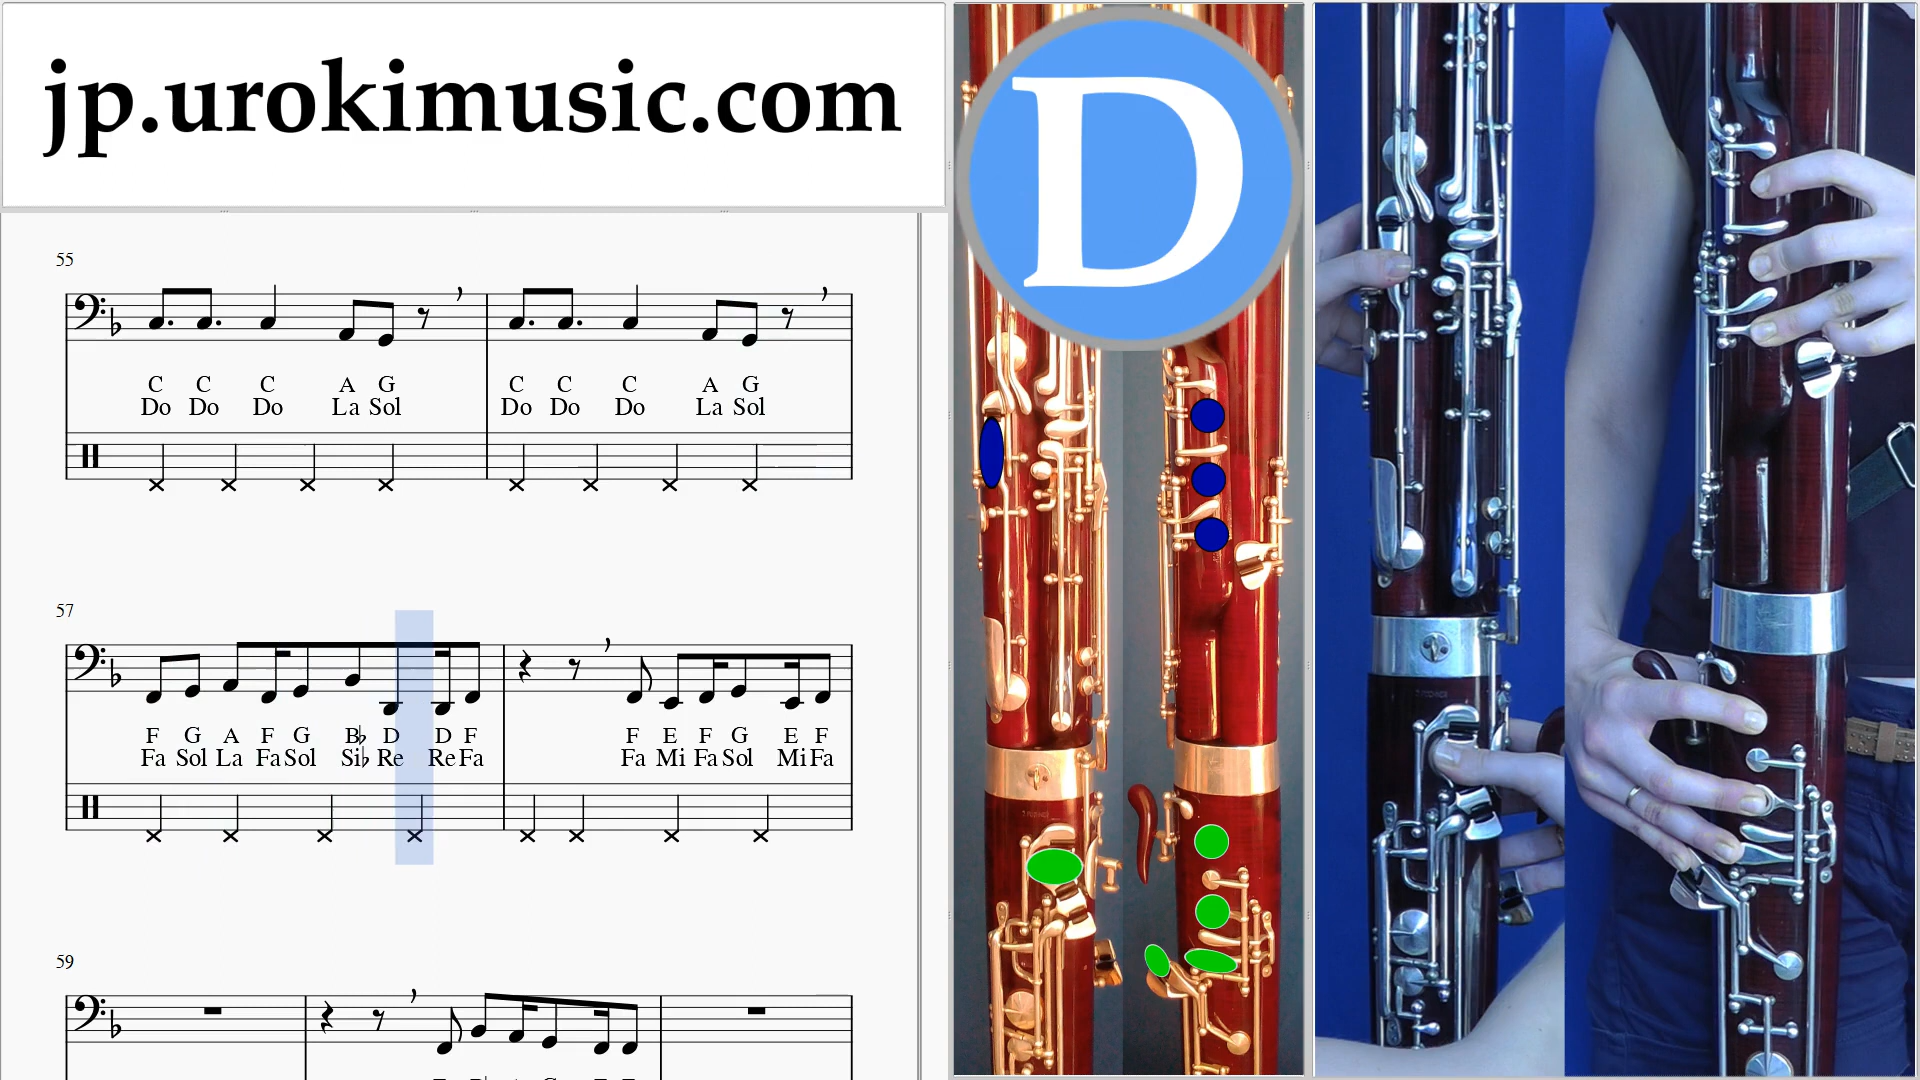 jp.urokimusic.com
D
55
C C C A G C C C A G
Do Do Do La Sol Do Do Do La Sol
57
F G A F G B♭ D D F F E F G E F
Fa Sol La Fa Sol Si♭ Re Re Fa Fa Mi Fa Sol Mi Fa
59